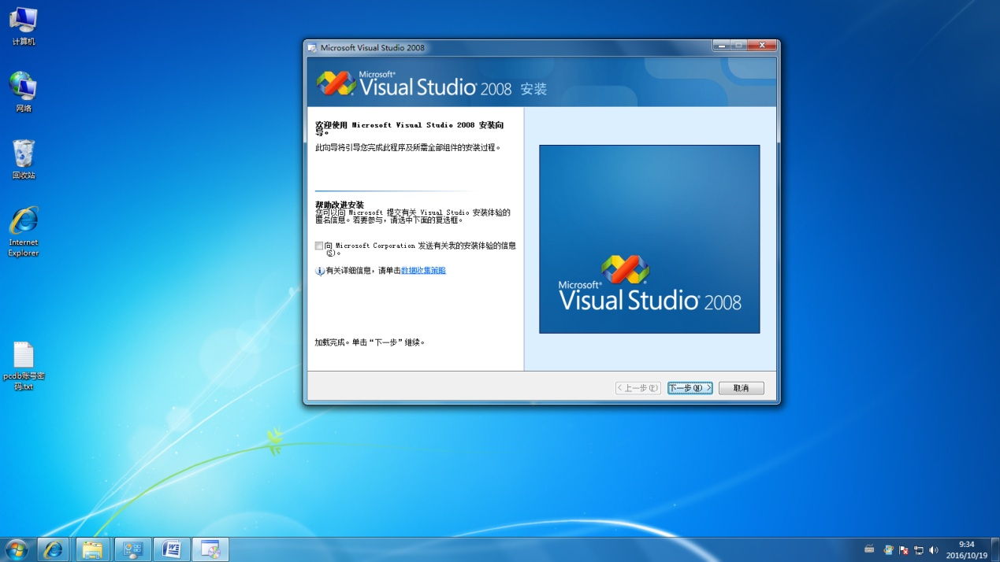 计算机
网络
回收站
Internet
Explorer
pcdb账号密
码.txt
Microsoft Visual Studio 2008
Microsoft®
Visual Studio® 2008 安装
欢迎使用 Microsoft Visual Studio 2008 安装向
导。
此向导将引导您完成此程序及所需全部组件的安装过程。
帮助改进安装
您可以向 Microsoft 提交有关 Visual Studio 安装体验的
匿名信息。若要参与，请选中下面的复选框。
向 Microsoft Corporation 发送有关我的安装体验的信息
(S)。
有关详细信息，请单击数据收集策略
加载完成。单击“下一步”继续。
Microsoft®
Visual Studio® 2008
< 上一步(P)
下一步(N) >
取消
9:34
2016/10/19